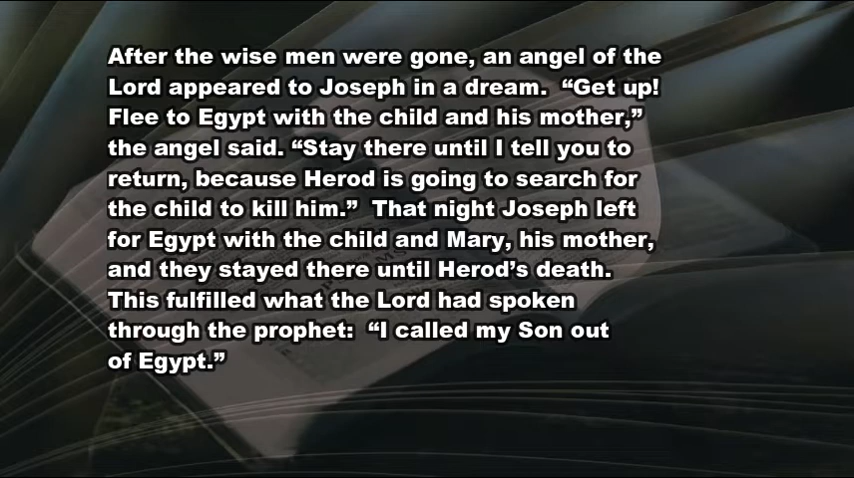 After the wise men were gone, an angel of the
Lord appeared to Joseph in a dream.  “Get up!
Flee to Egypt with the child and his mother,”
the angel said. “Stay there until I tell you to
return, because Herod is going to search for
the child to kill him.”  That night Joseph left
for Egypt with the child and Mary, his mother,
and they stayed there until Herod’s death.
This fulfilled what the Lord had spoken
through the prophet:  “I called my Son out
of Egypt.”